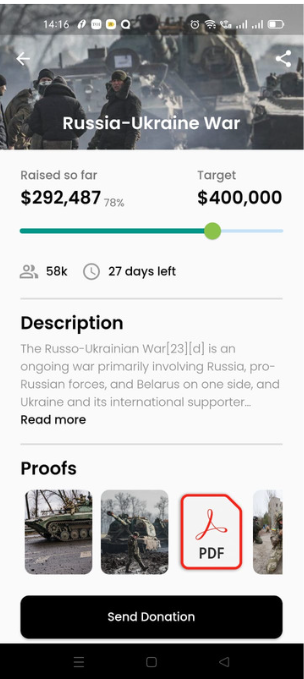 14:16
Russia-Ukraine War
Raised so far
Target
$292,487 78%
$400,000
58k
27 days left
Description
The Russo-Ukrainian War[23][d] is an
ongoing war primarily involving Russia, pro-
Russian forces, and Belarus on one side, and
Ukraine and its international supporter...
Read more
Proofs
PDF
Send Donation